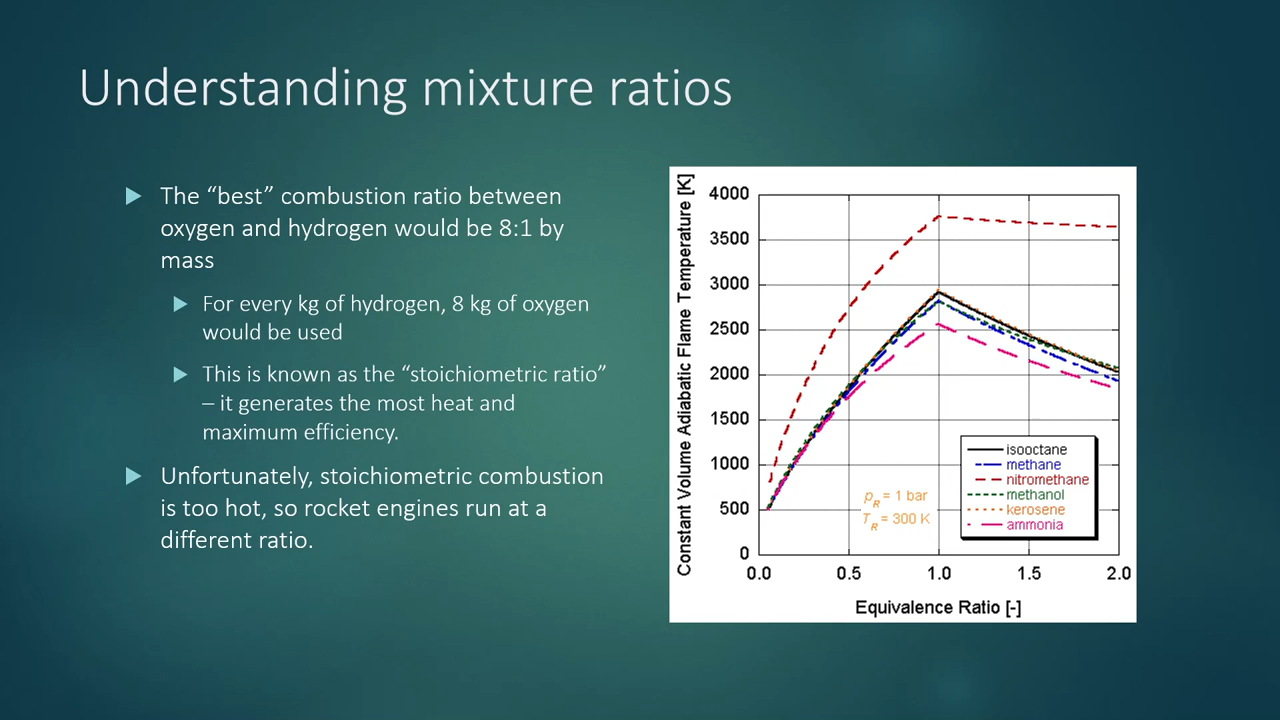 Understanding mixture ratios
The “best” combustion ratio between
oxygen and hydrogen would be 8:1 by
mass
For every kg of hydrogen, 8 kg of oxygen
would be used
This is known as the “stoichiometric ratio”
– it generates the most heat and
maximum efficiency.
Unfortunately, stoichiometric combustion
is too hot, so rocket engines run at a
different ratio.
Constant Volume Adiabatic Flame Temperature [K]
4000
3500
3000
2500
2000
1500
1000
500
0
isooctane
methane
nitromethane
methanol
kerosene
ammonia
pR = 1 bar
TR = 300 K
0.0 0.5 1.0 1.5 2.0
Equivalence Ratio [-]